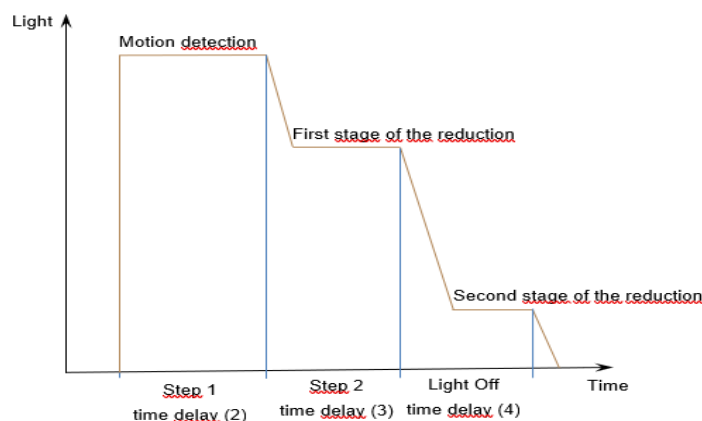 Light
Motion detection
First stage of the reduction
Second stage of the reduction
Step 1
time delay (2)
Step 2
time delay (3)
Light Off
time delay (4)
Time